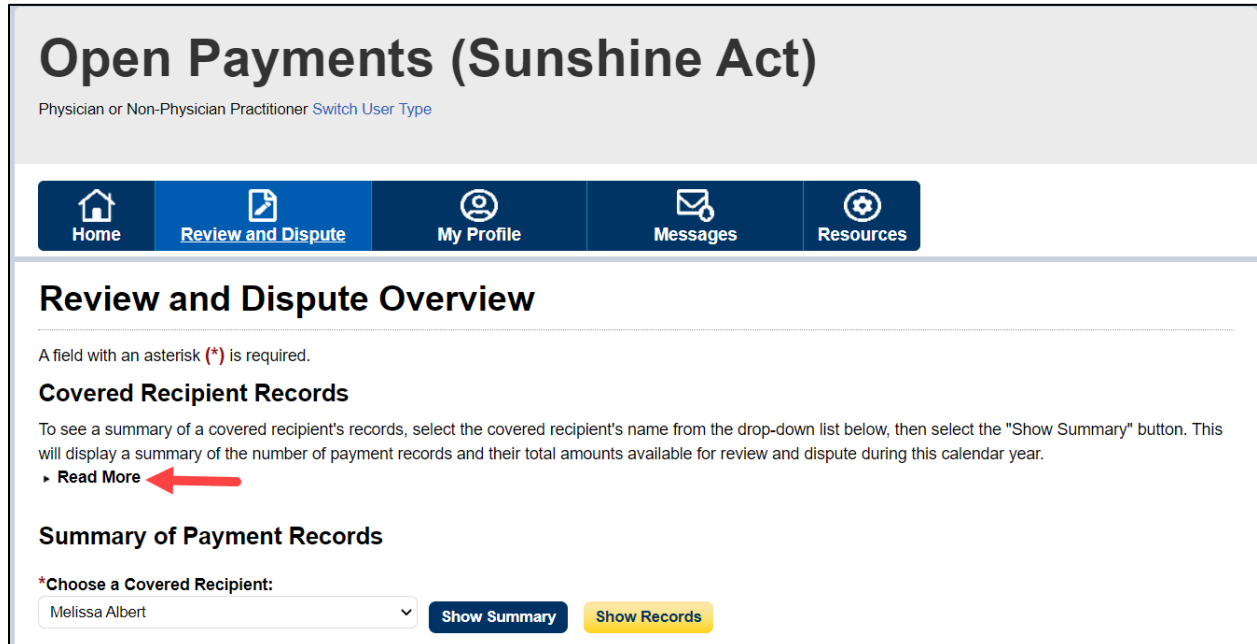 Open Payments (Sunshine Act)
Physician or Non-Physician Practitioner Switch User Type
Home
Review and Dispute
My Profile
Messages
Resources
Review and Dispute Overview
A field with an asterisk (*) is required.
Covered Recipient Records
To see a summary of a covered recipient's records, select the covered recipient's name from the drop-down list below, then select the "Show Summary" button. This
will display a summary of the number of payment records and their total amounts available for review and dispute during this calendar year.
Read More
Summary of Payment Records
*Choose a Covered Recipient:
Melissa Albert
Show Summary
Show Records